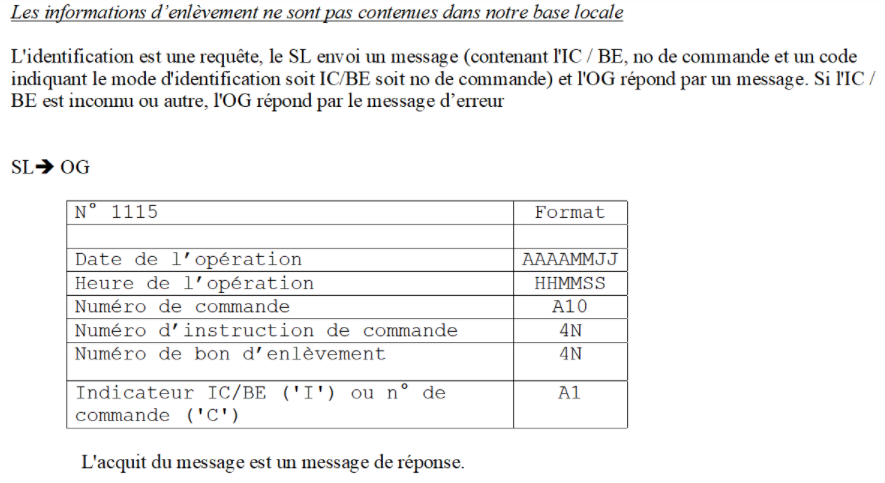 Les informations d’enlèvement ne sont pas contenues dans notre base locale
L'identification est une requête, le SL envoi un message (contenant l'IC / BE, no de commande et un code
indiquant le mode d'identification soit IC/BE soit no de commande) et l'OG répond par un message. Si l'IC /
BE est inconnu ou autre, l'OG répond par le message d’erreur
SL➔ OG
N° 1115 Format
Date de l’opération AAAAMMJJ
Heure de l’opération HHMMSS
Numéro de commande A10
Numéro d’instruction de commande 4N
Numéro de bon d’enlèvement 4N
Indicateur IC/BE ('I') ou n° de A1
commande ('C')
L'acquit du message est un message de réponse.